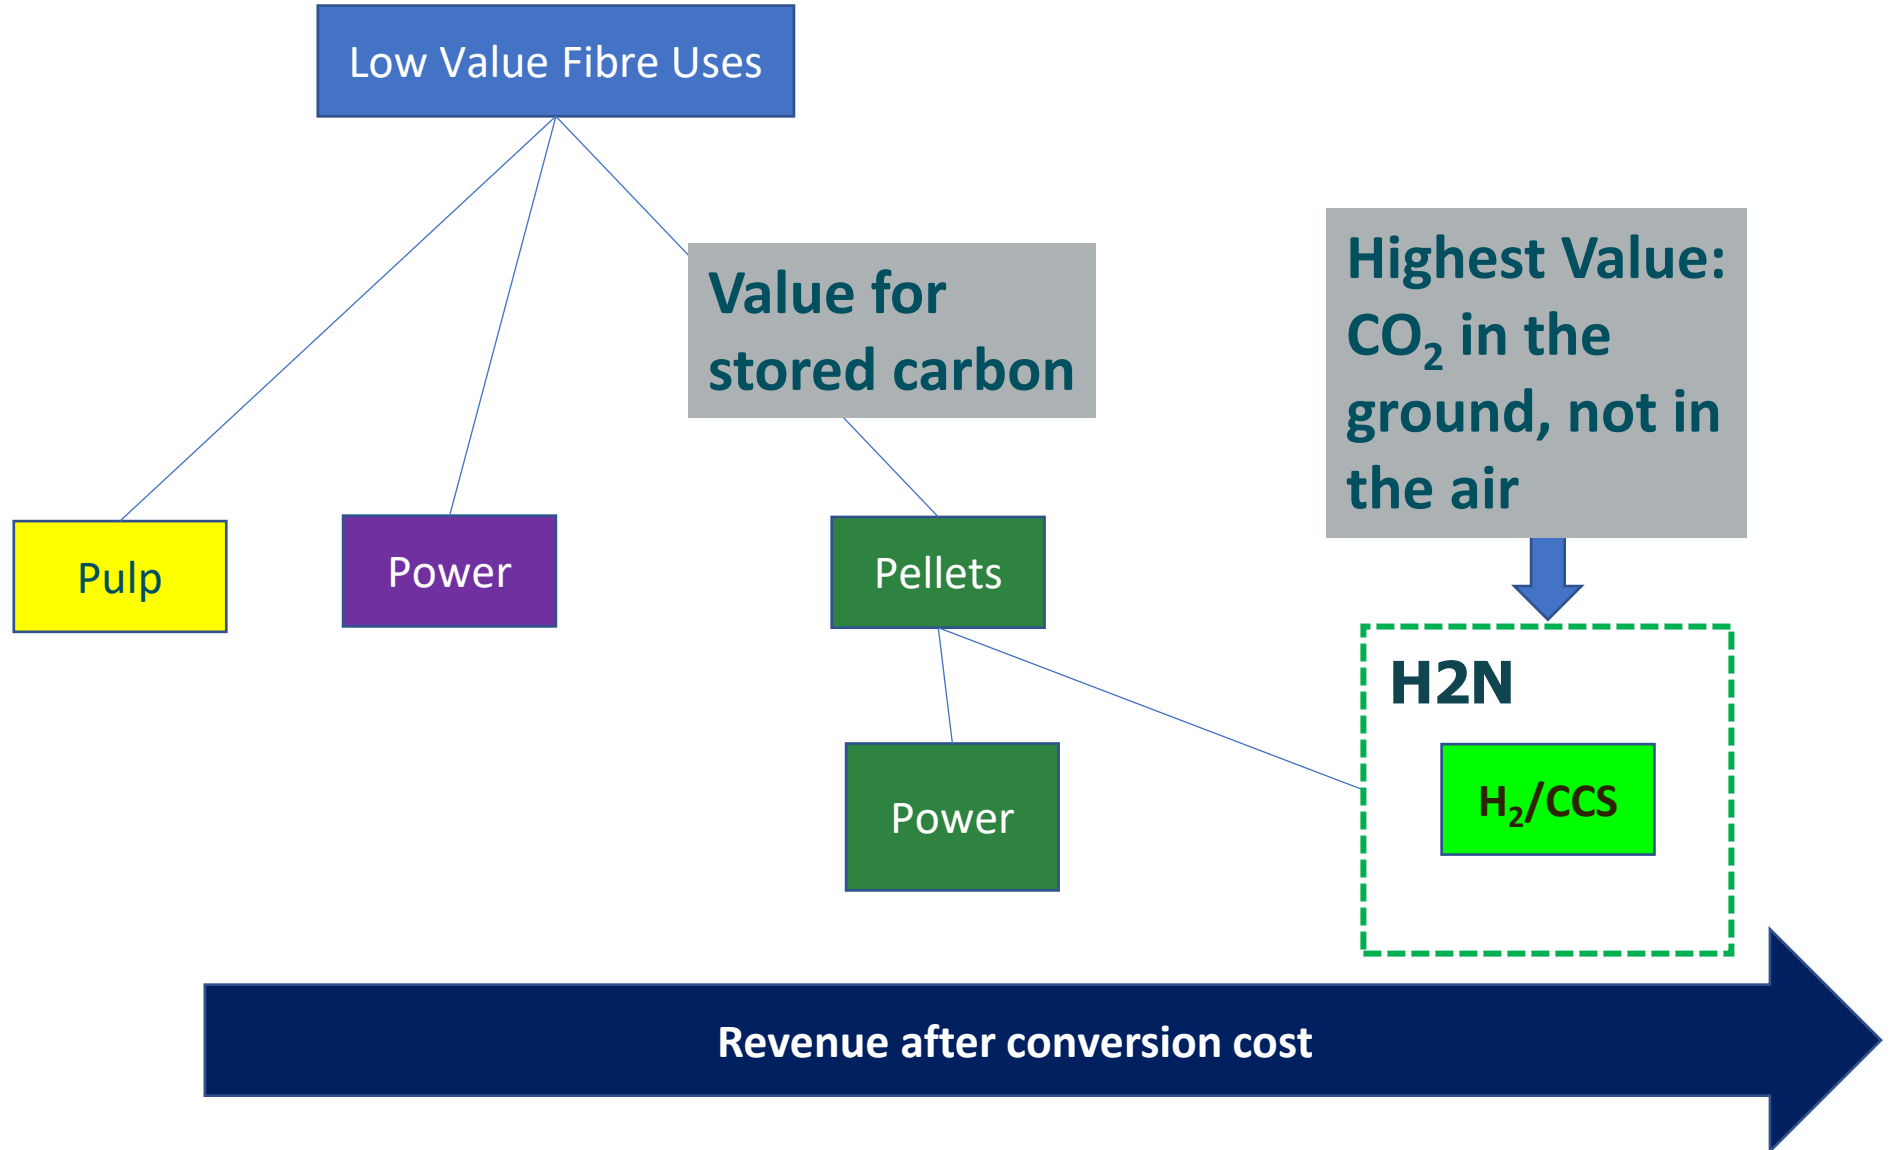 Low Value Fibre Uses
Value for
stored carbon
Highest Value:
CO₂ in the
ground, not in
the air
Pulp
Power
Pellets
H2N
Power
H₂/CCS
Revenue after conversion cost